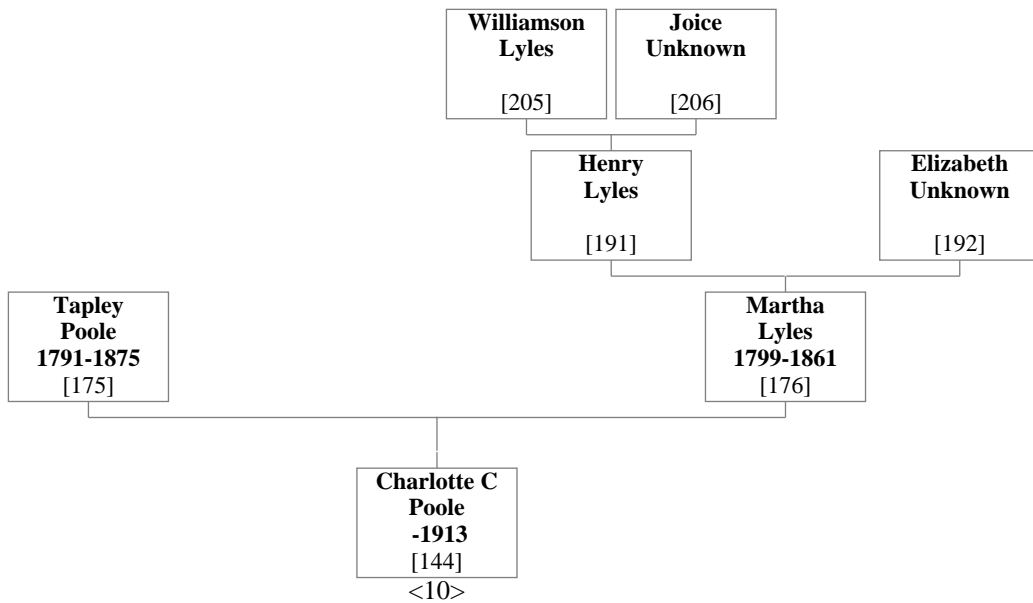 Williamson
Lyles
[205]
Joice
Unknown
[206]
Henry
Lyles
[191]
Elizabeth
Unknown
[192]
Tapley
Poole
1791-1875
[175]
Martha
Lyles
1799-1861
[176]
Charlotte C
Poole
-1913
[144]
<10>